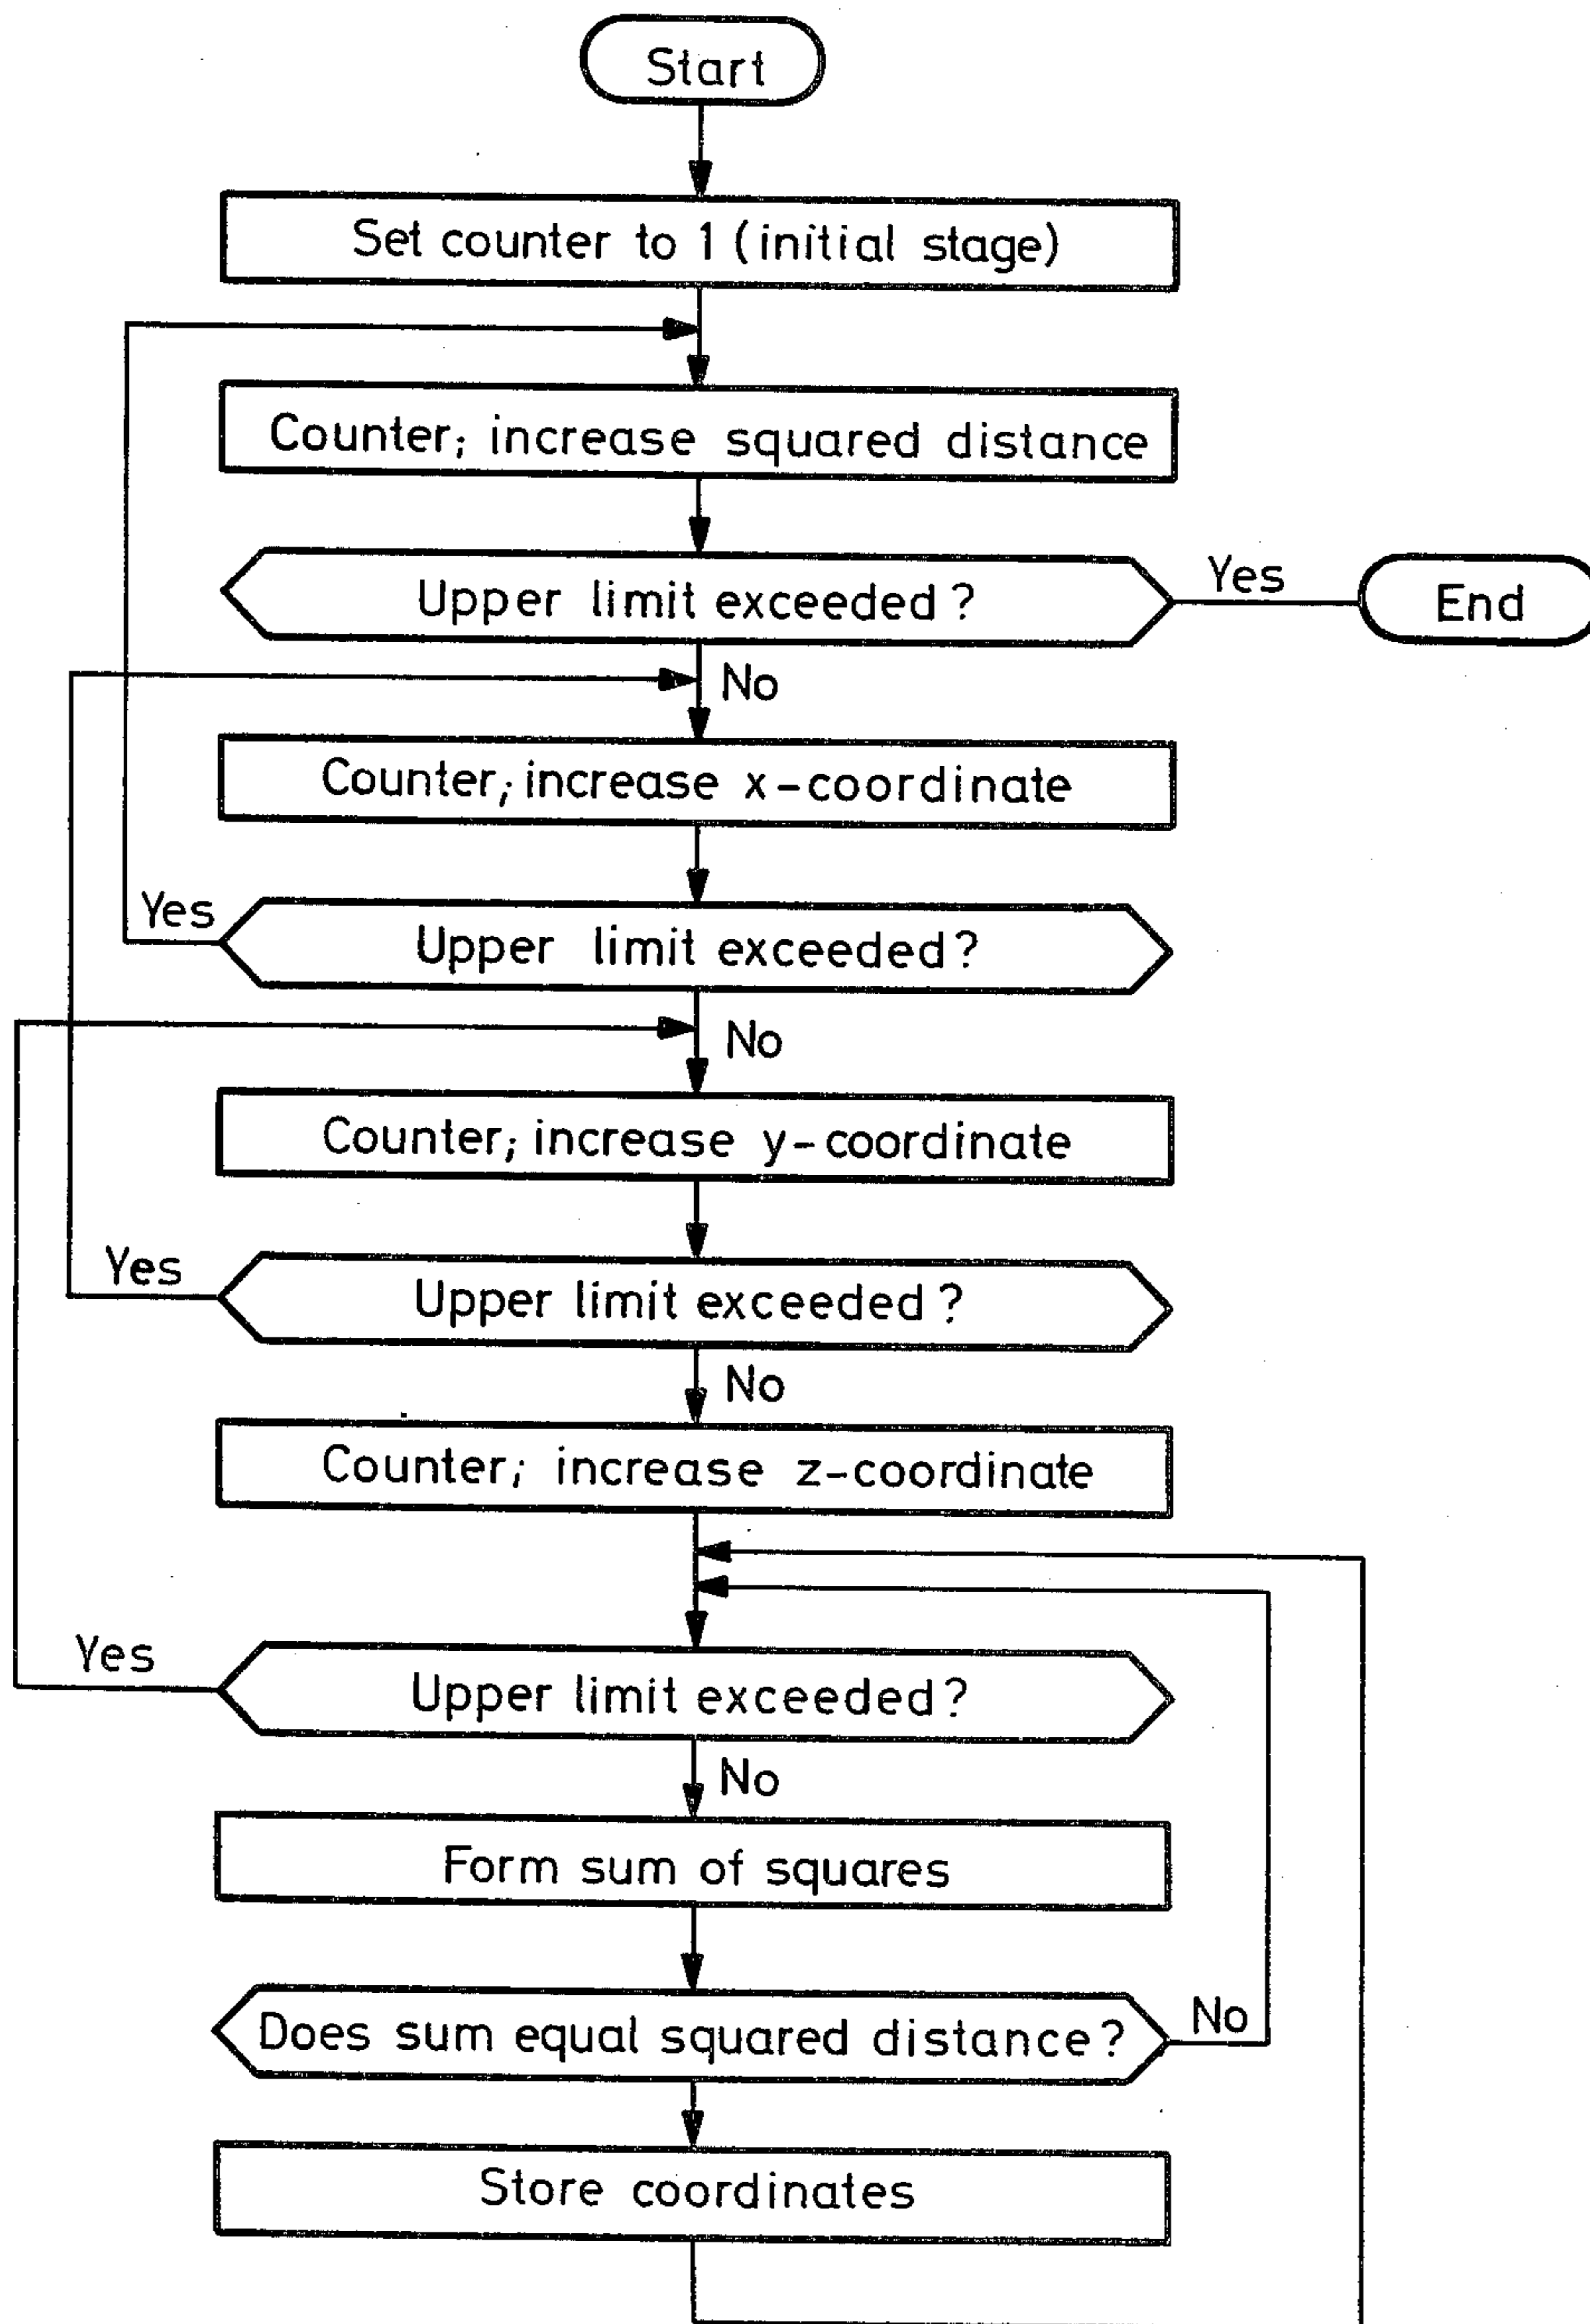 Start
Set counter to 1 (initial stage)
Counter; increase squared distance
Upper limit exceeded?
Yes
End
No
Counter; increase x-coordinate
Yes
Upper limit exceeded?
No
Counter; increase y-coordinate
Yes
Upper limit exceeded?
No
Counter; increase z-coordinate
Yes
Upper limit exceeded?
No
Form sum of squares
Does sum equal squared distance?
No
Store coordinates